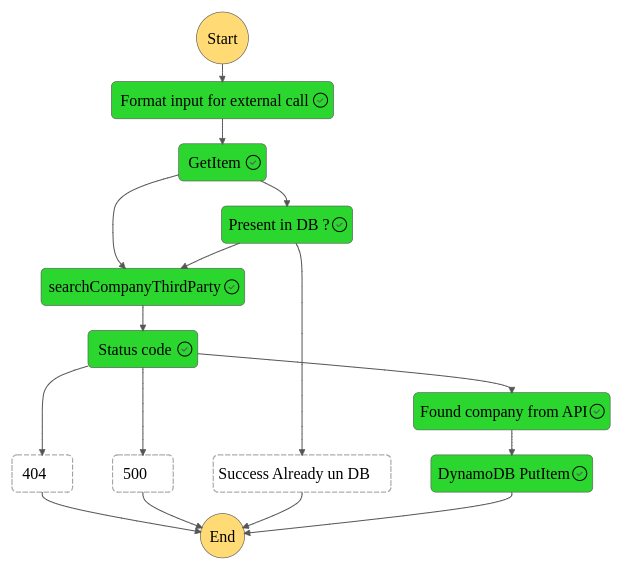 Start
Format input for external call
GetItem
Present in DB ?
searchCompanyThirdParty
Status code
Found company from API
404
500
Success Already un DB
DynamoDB PutItem
End